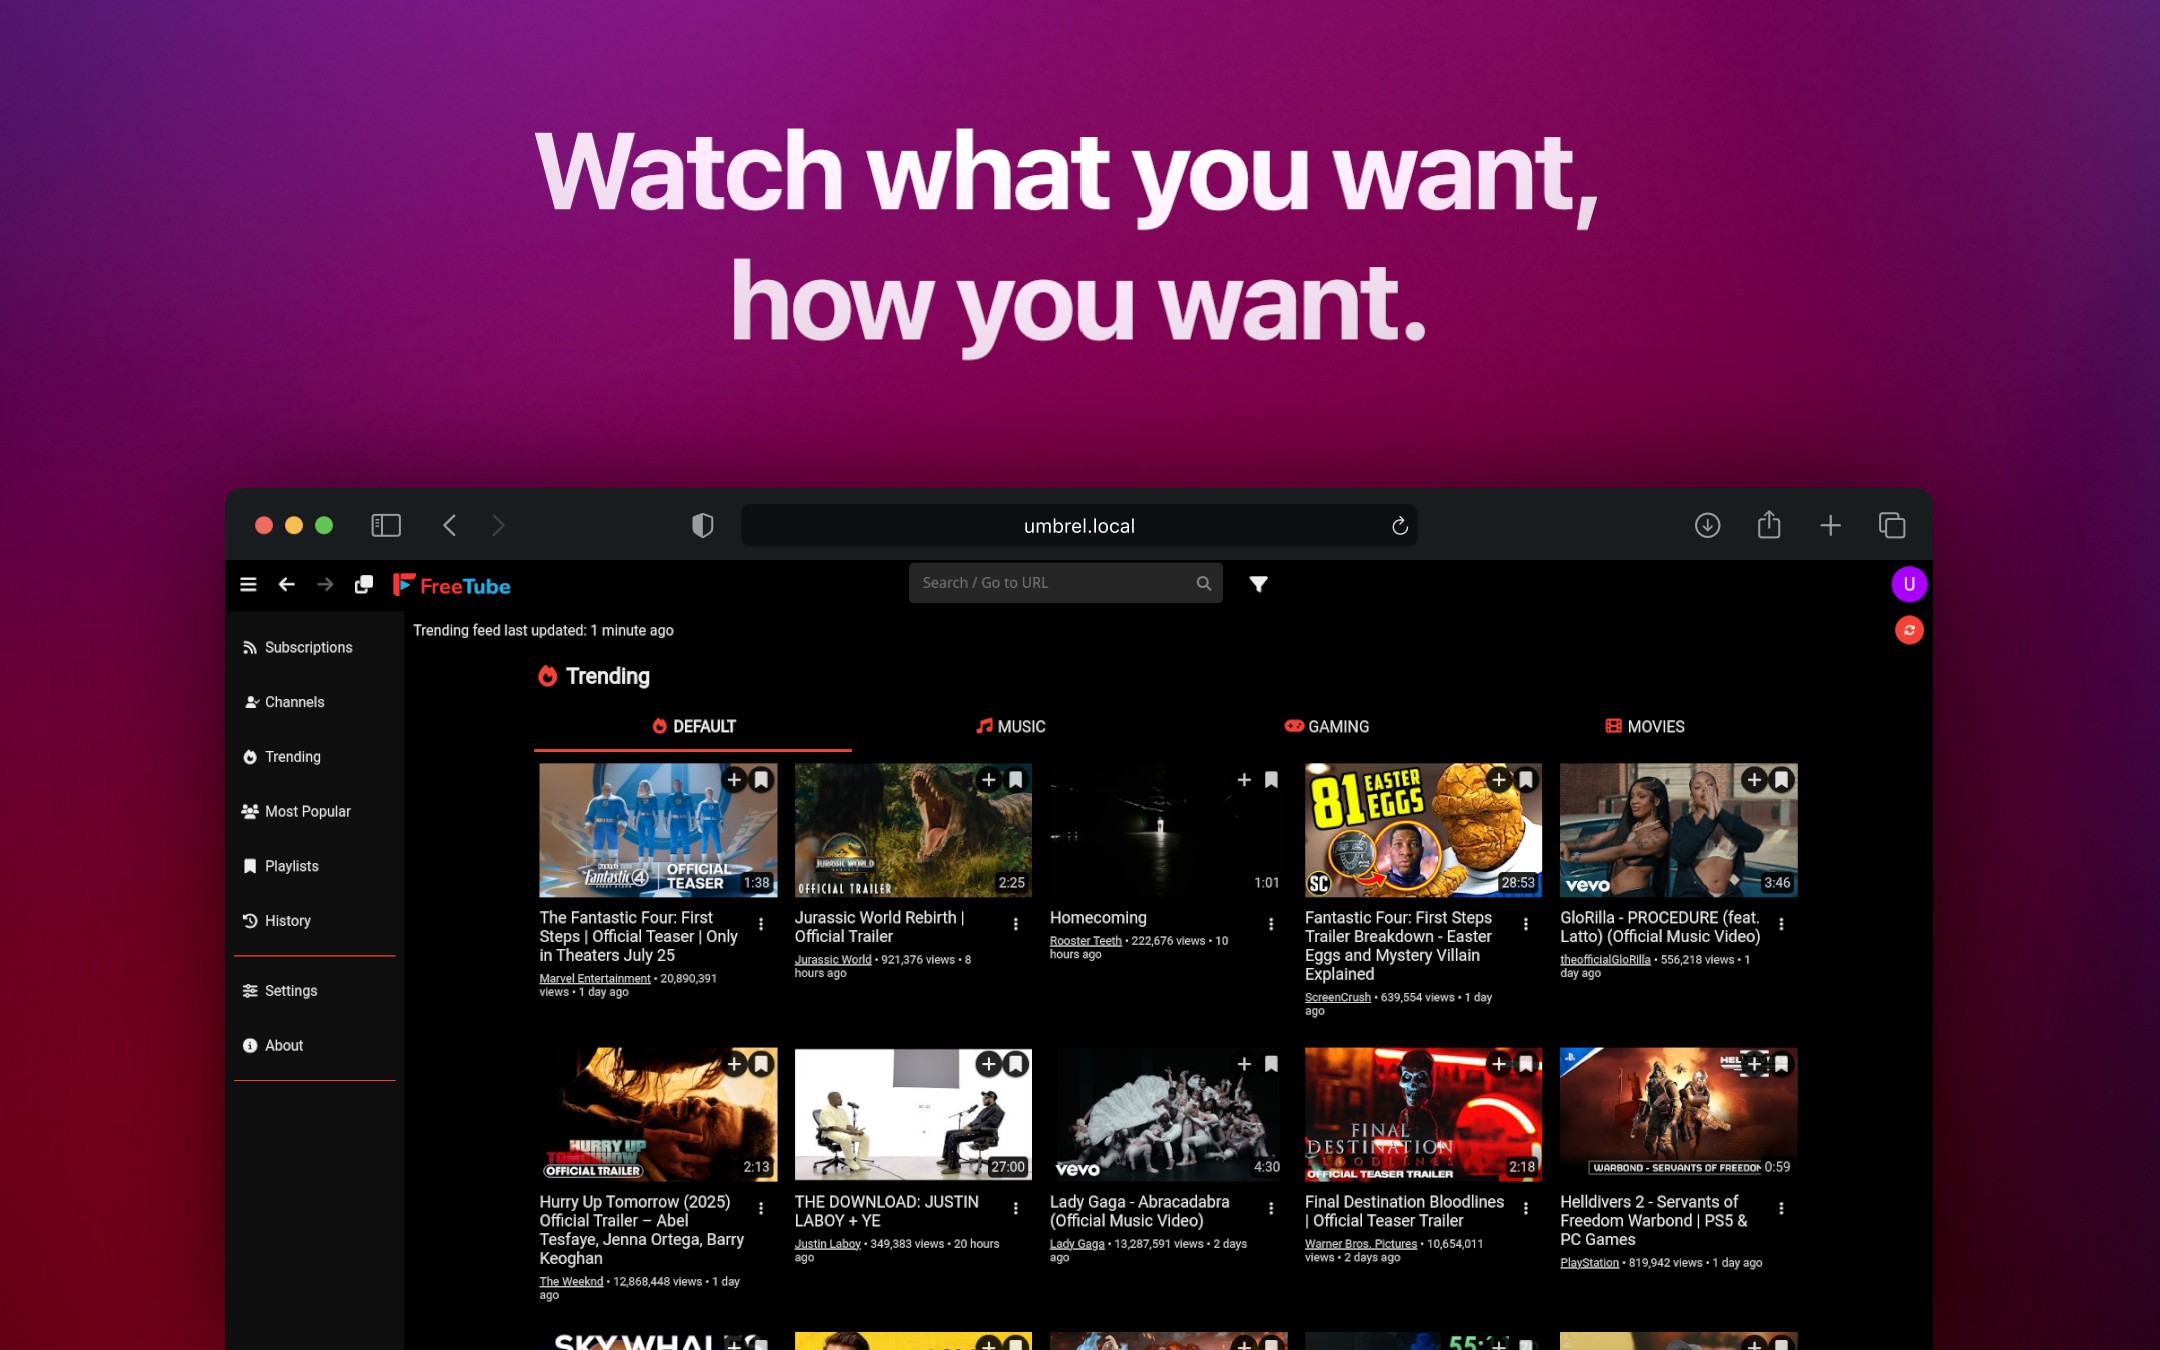 Watch what you want,
how you want.
umbrel.local
FreeTube
Search / Go to URL
U
Trending feed last updated: 1 minute ago
Subscriptions
Channels
Trending
Most Popular
Playlists
History
Settings
About
Trending
DEFAULT
MUSIC
GAMING
MOVIES
Fantastic 4
OFFICIAL
TEASER
1:38
JURASSIC WORLD
OFFICIAL TRAILER
2:25
1:01
81 EASTER
EGGS
SC
28:53
vevo
3:46
The Fantastic Four: First
Steps | Official Teaser | Only
in Theaters July 25
Marvel Entertainment • 20,890,391
views • 1 day ago
Jurassic World Rebirth |
Official Trailer
Jurassic World • 921,376 views • 8
hours ago
Homecoming
Rooster Teeth • 222,676 views • 10
hours ago
Fantastic Four: First Steps
Trailer Breakdown - Easter
Eggs and Mystery Villain
Explained
ScreenCrush • 639,554 views • 1 day
ago
GloRilla - PROCEDURE (feat.
Latto) (Official Music Video)
theofficialGloRilla • 556,218 views • 1
day ago
HURRY UP
TOMORROW
OFFICIAL TRAILER
2:13
27:00
vevo
4:30
FINAL
DESTINATION
BLOODLINES
OFFICIAL TEASER TRAILER
2:18
WARBOND - SERVANTS OF FREEDOM
0:59
Hurry Up Tomorrow (2025)
Official Trailer – Abel
Tesfaye, Jenna Ortega, Barry
Keoghan
The Weeknd • 12,868,448 views • 1 day
ago
THE DOWNLOAD: JUSTIN
LABOY + YE
Justin Laboy • 349,383 views • 20 hours
ago
Lady Gaga - Abracadabra
(Official Music Video)
Lady Gaga • 13,287,591 views • 2 days
ago
Final Destination Bloodlines
| Official Teaser Trailer
Warner Bros. Pictures • 10,654,011
views • 2 days ago
Helldivers 2 - Servants of
Freedom Warbond | PS5 &
PC Games
PlayStation • 819,942 views • 1 day ago